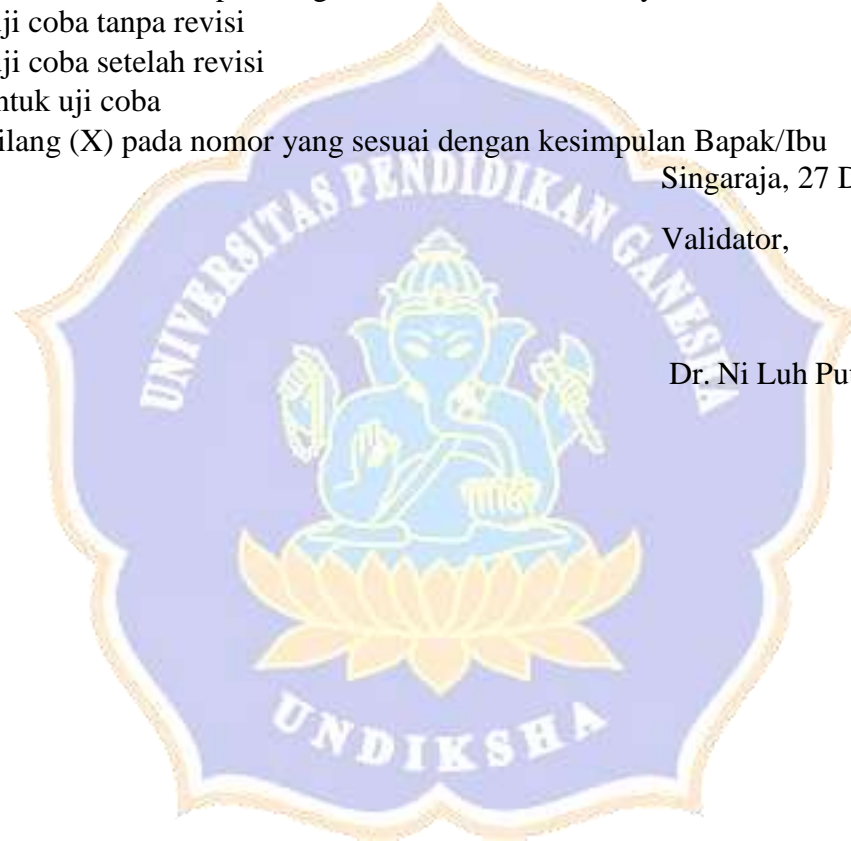 ji coba tanpa revisi
ji coba setelah revisi
ntuk uji coba
ilang (X) pada nomor yang sesuai dengan kesimpulan Bapak/Ibu
Singaraja, 27 D
Validator,
Dr. Ni Luh Pu
UNIVERSITAS PENDIDIKAN GANESHA
UNDIKSHA